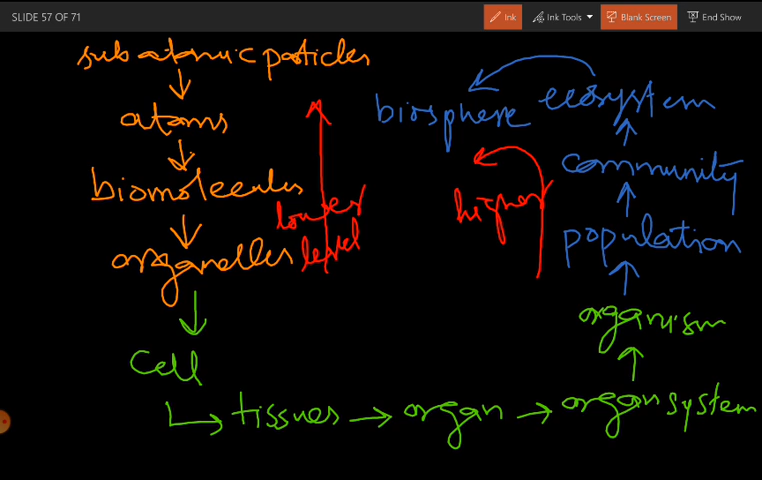 SLIDE 57 OF 71
Ink
Ink Tools
Blank Screen
End Show
sub atomic particles
atoms
biomolecules
organelles
lower
level
Cell
tissues
organ
organ system
organism
population
community
ecosystem
biosphere
higher